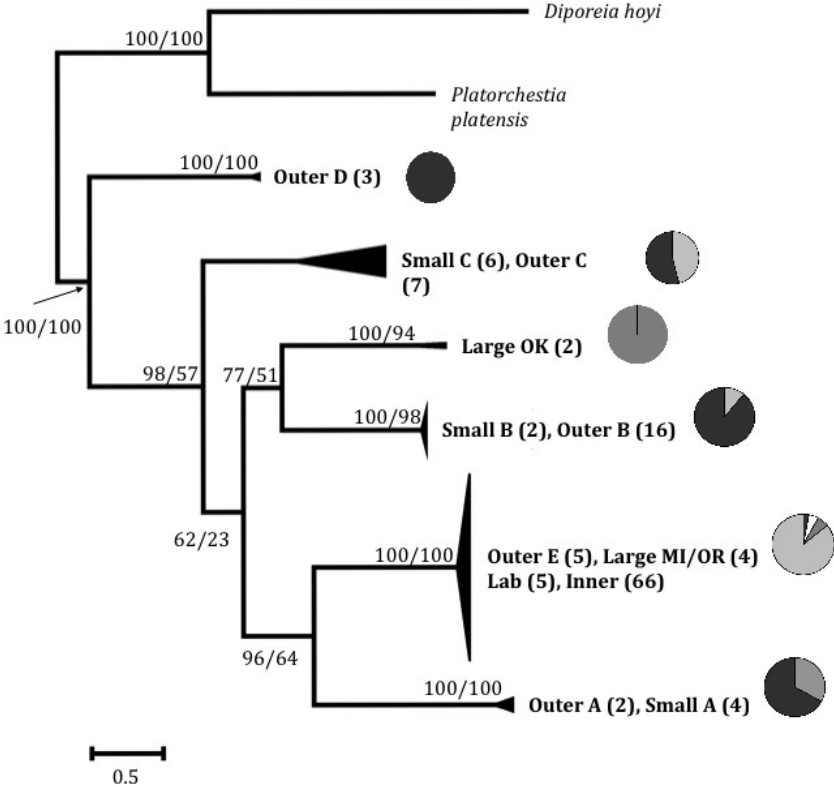 Diporeia hoyi
100/100
Platorchestia
platensis
100/100
Outer D (3)
Small C (6), Outer C
(7)
100/100
100/94
Large OK (2)
98/57
77/51
100/98
Small B (2), Outer B (16)
62/23
100/100
Outer E (5), Large MI/OR (4)
Lab (5), Inner (66)
96/64
100/100
Outer A (2), Small A (4)
0.5